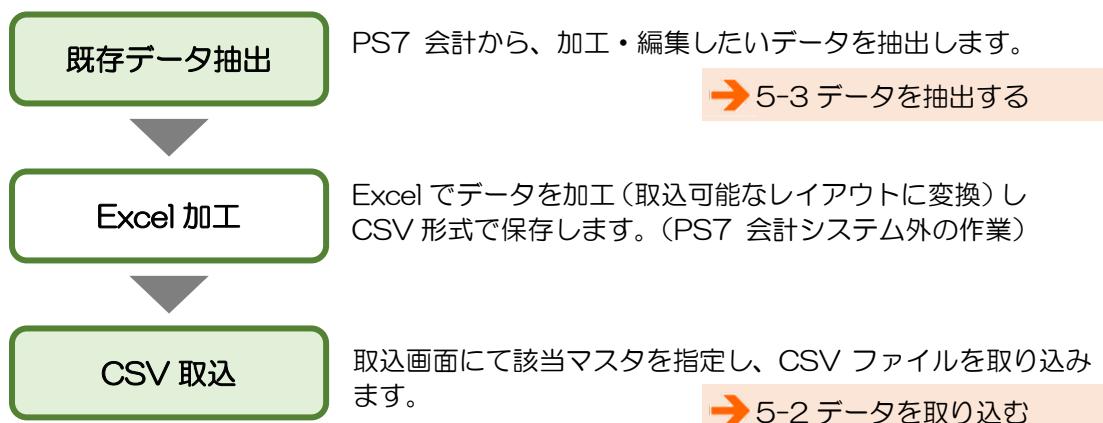 既存データ抽出
PS7 会計から、加工・編集したいデータを抽出します。
5-3 データを抽出する
Excel 加工
Excel でデータを加工（取込可能なレイアウトに変換）し
CSV 形式で保存します。（PS7 会計システム外の作業）
CSV 取込
取込画面にて該当マスタを指定し、CSV ファイルを取り込み
ます。
5-2 データを取り込む